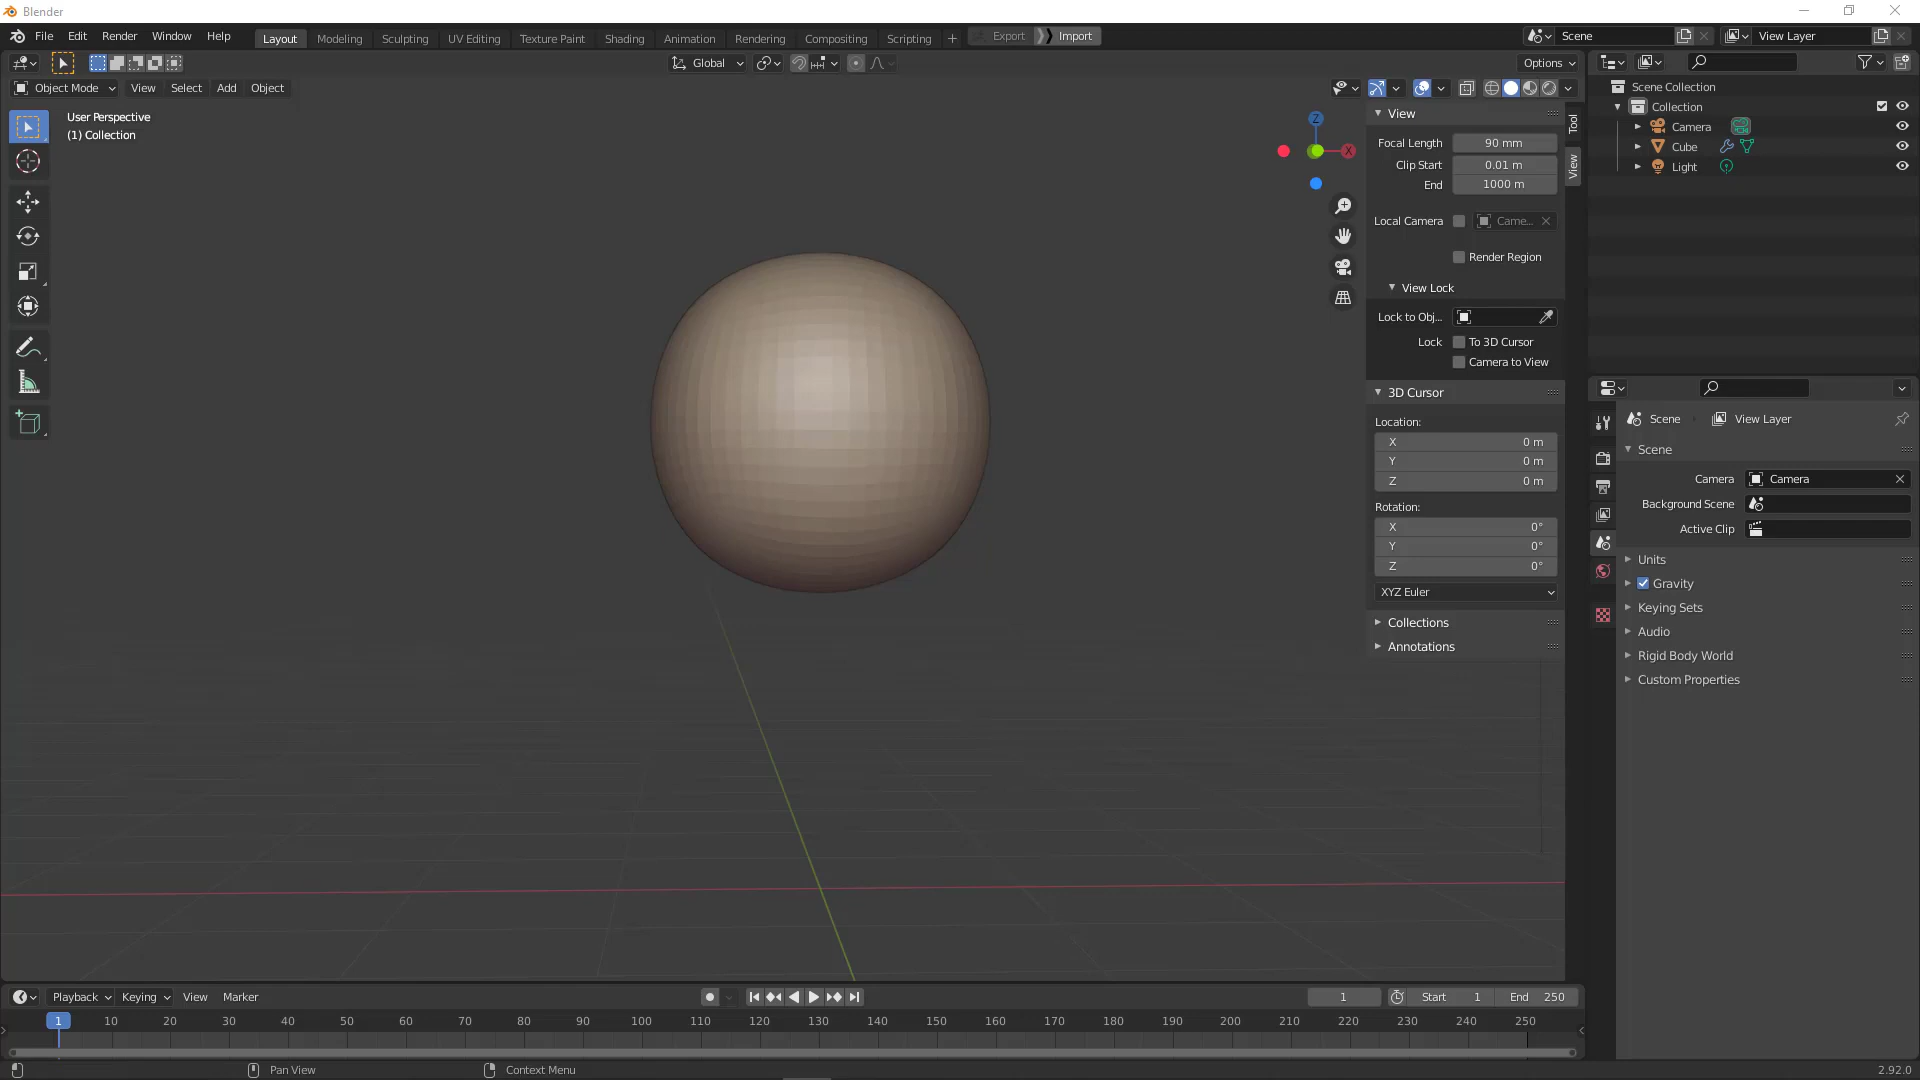 Blender
File Edit Render Window Help Layout Modeling Sculpting UV Editing Texture Paint Shading Animation Rendering Compositing Scripting + Export Import Scene View Layer
Global Options
Object Mode View Select Add Object
User Perspective
(1) Collection
Z
X
View
Focal Length 90 mm
Clip Start 0.01 m
End 1000 m
Local Camera Came...
Render Region
View Lock
Lock to Obj...
Lock To 3D Cursor
Camera to View
3D Cursor
Location:
X 0 m
Y 0 m
Z 0 m
Rotation:
X 0°
Y 0°
Z 0°
XYZ Euler
Collections
Annotations
Tool
View
Scene Collection
Collection
Camera
Cube
Light
Scene View Layer
Scene
Camera Camera
Background Scene
Active Clip
Units
Gravity
Keying Sets
Audio
Rigid Body World
Custom Properties
Playback Keying View Marker 1 Start 1 End 250
1 10 20 30 40 50 60 70 80 90 100 110 120 130 140 150 160 170 180 190 200 210 220 230 240 250
Pan View Context Menu 2.92.0